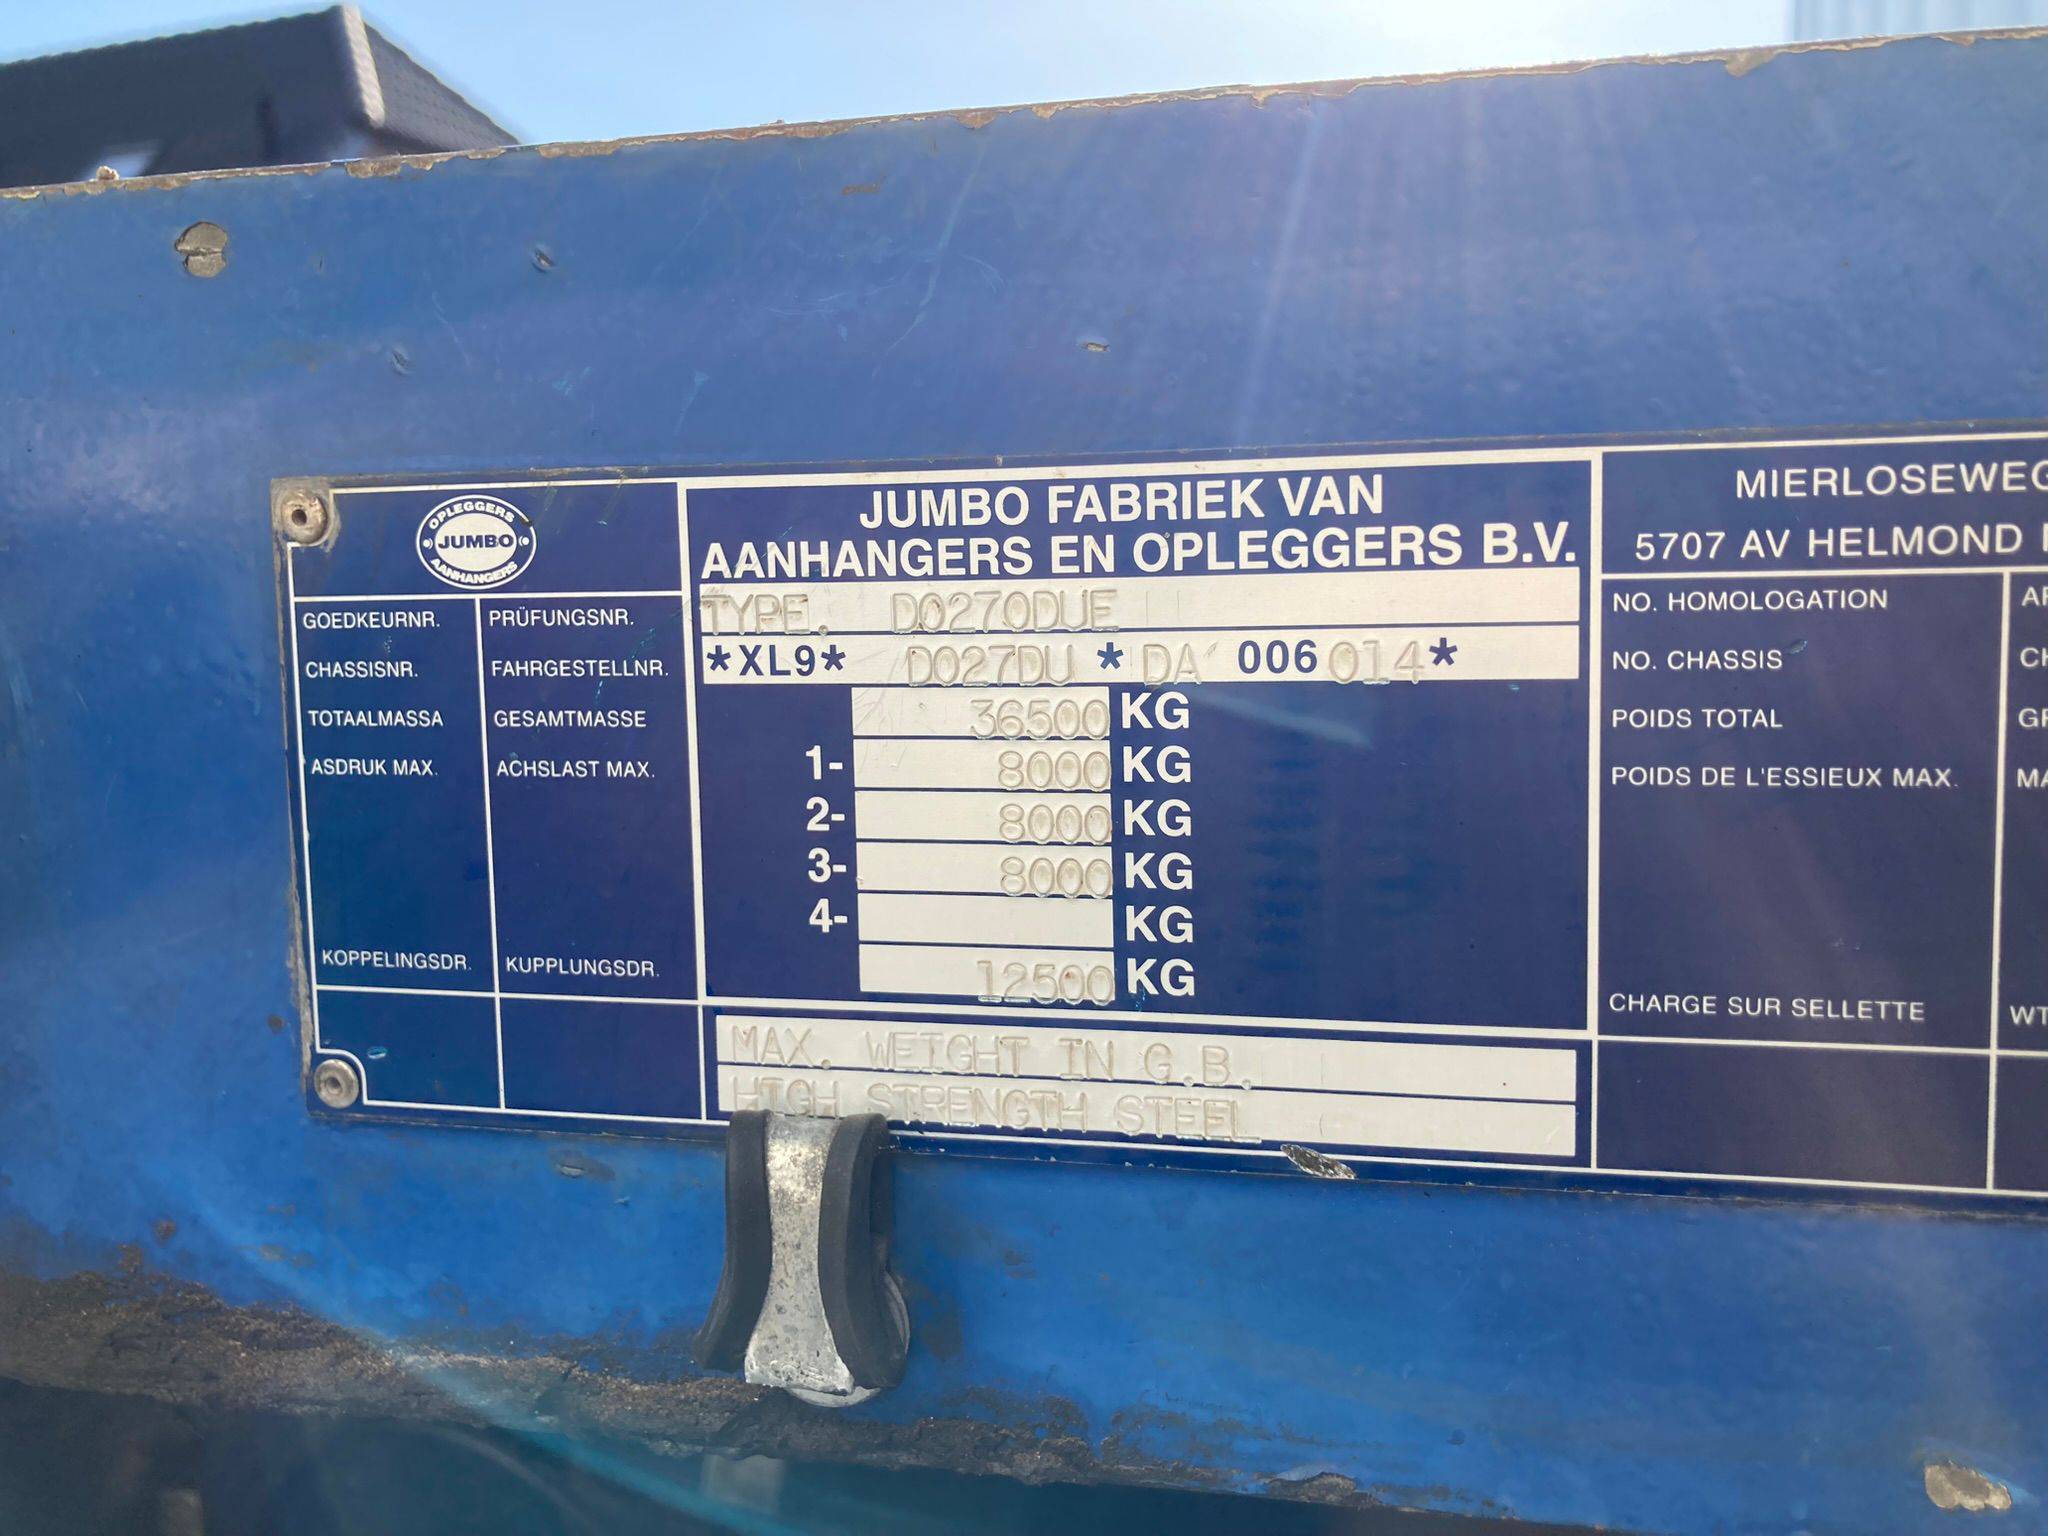 OPLEGGERS
JUMBO
AANHANGERS
JUMBO FABRIEK VAN
AANHANGERS EN OPLEGGERS B.V.
MIERLOSEWEG
5707 AV HELMOND
GOEDKEURNR. PRÜFUNGSNR. TYPE. DO270DUE NO. HOMOLOGATION
CHASSISNR. FAHRGESTELLNR. *XL9* DO27DU * DA 006 014* NO. CHASSIS
TOTAALMASSA GESAMTMASSE 36500 KG POIDS TOTAL
ASDRUK MAX. ACHSLAST MAX. 1- 8000 KG POIDS DE L'ESSIEUX MAX.
2- 8000 KG
3- 8000 KG
4- KG
KOPPELINGSDR. KUPPLUNGSDR. 12500 KG CHARGE SUR SELLETTE WT
MAX. WEIGHT IN G.B.
HIGH STRENGTH STEEL